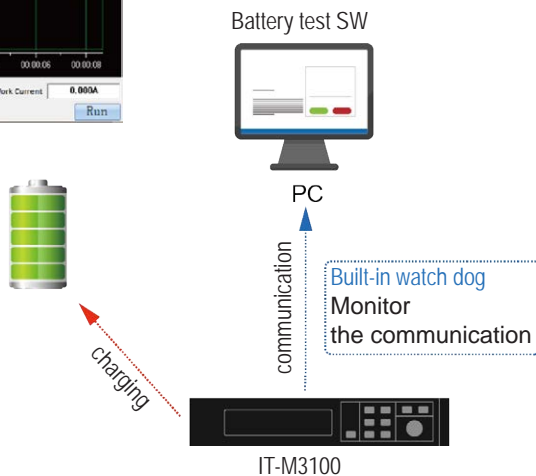 Battery test SW
00:00:06 00:00:08
Work Current 0.000A
Run
PC
communication
Built-in watch dog
Monitor
the communication
charging
IT-M3100